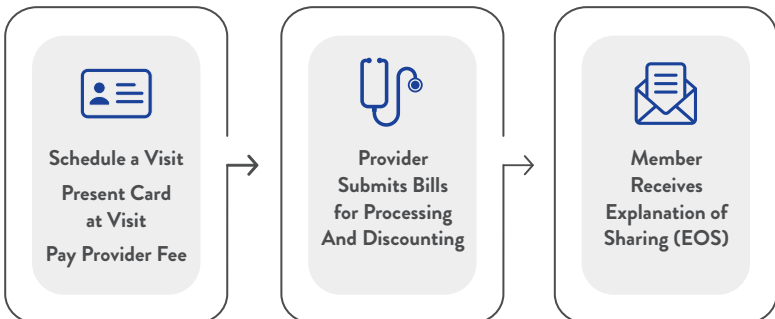 Schedule a Visit
Present Card
at Visit
Pay Provider Fee
Provider
Submits Bills
for Processing
And Discounting
Member
Receives
Explanation of
Sharing (EOS)